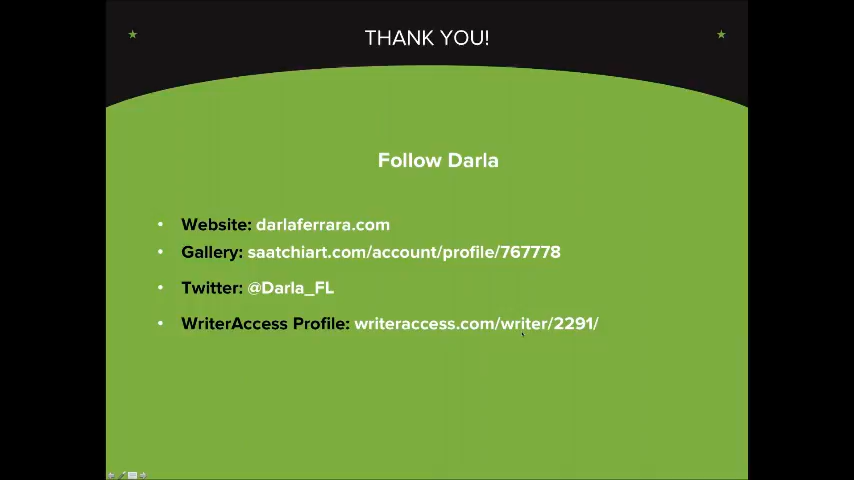 THANK YOU!
Follow Darla
• Website: darlaferrara.com
• Gallery: saatchiart.com/account/profile/767778
• Twitter: @Darla_FL
• WriterAccess Profile: writeraccess.com/writer/2291/